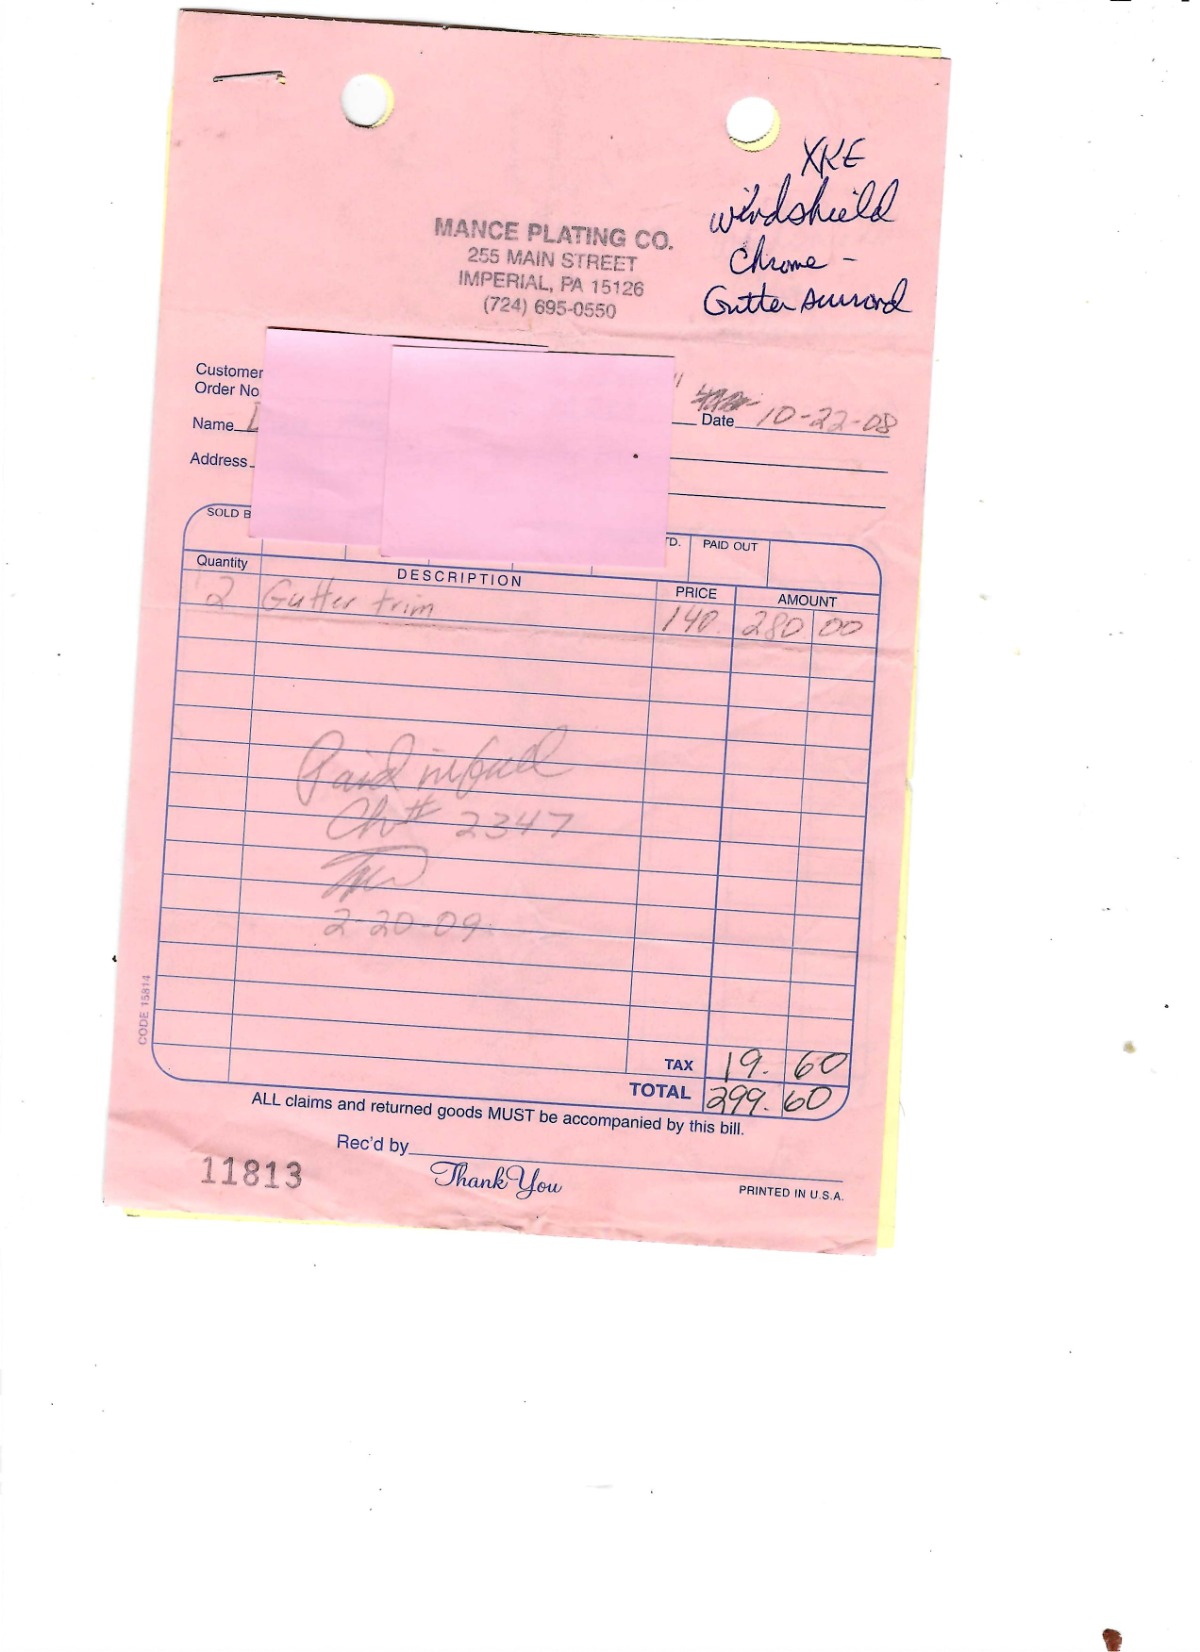 XKE
windshield
Chrome -
Gutter surround
MANCE PLATING CO.
255 MAIN STREET
IMPERIAL, PA 15126
(724) 695-0550
Customer
Order No
Name
Date 10-22-08
Address
SOLD B
'D. PAID OUT
Quantity DESCRIPTION PRICE AMOUNT
2 Gutter trim 140. 280 00
Paid in full
Ch# 2347
2-20-09
CODE 15814
TAX 19. 60
TOTAL 299. 60
ALL claims and returned goods MUST be accompanied by this bill.
Rec'd by
11813
Thank You
PRINTED IN U.S.A.